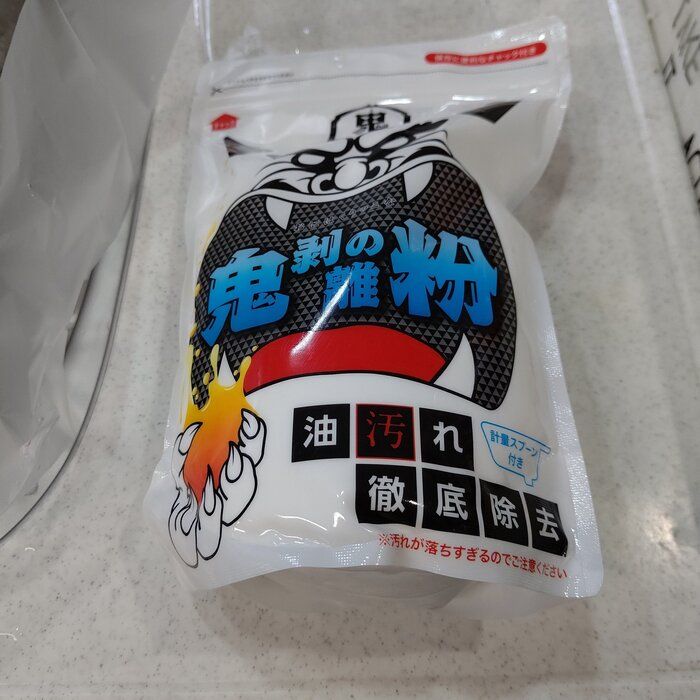 保存に便利なチャック付き
鬼
鬼剥離の粉
油汚れ
徹底除去
計量スプーン
付き
※汚れが落ちすぎるのでご注意ください